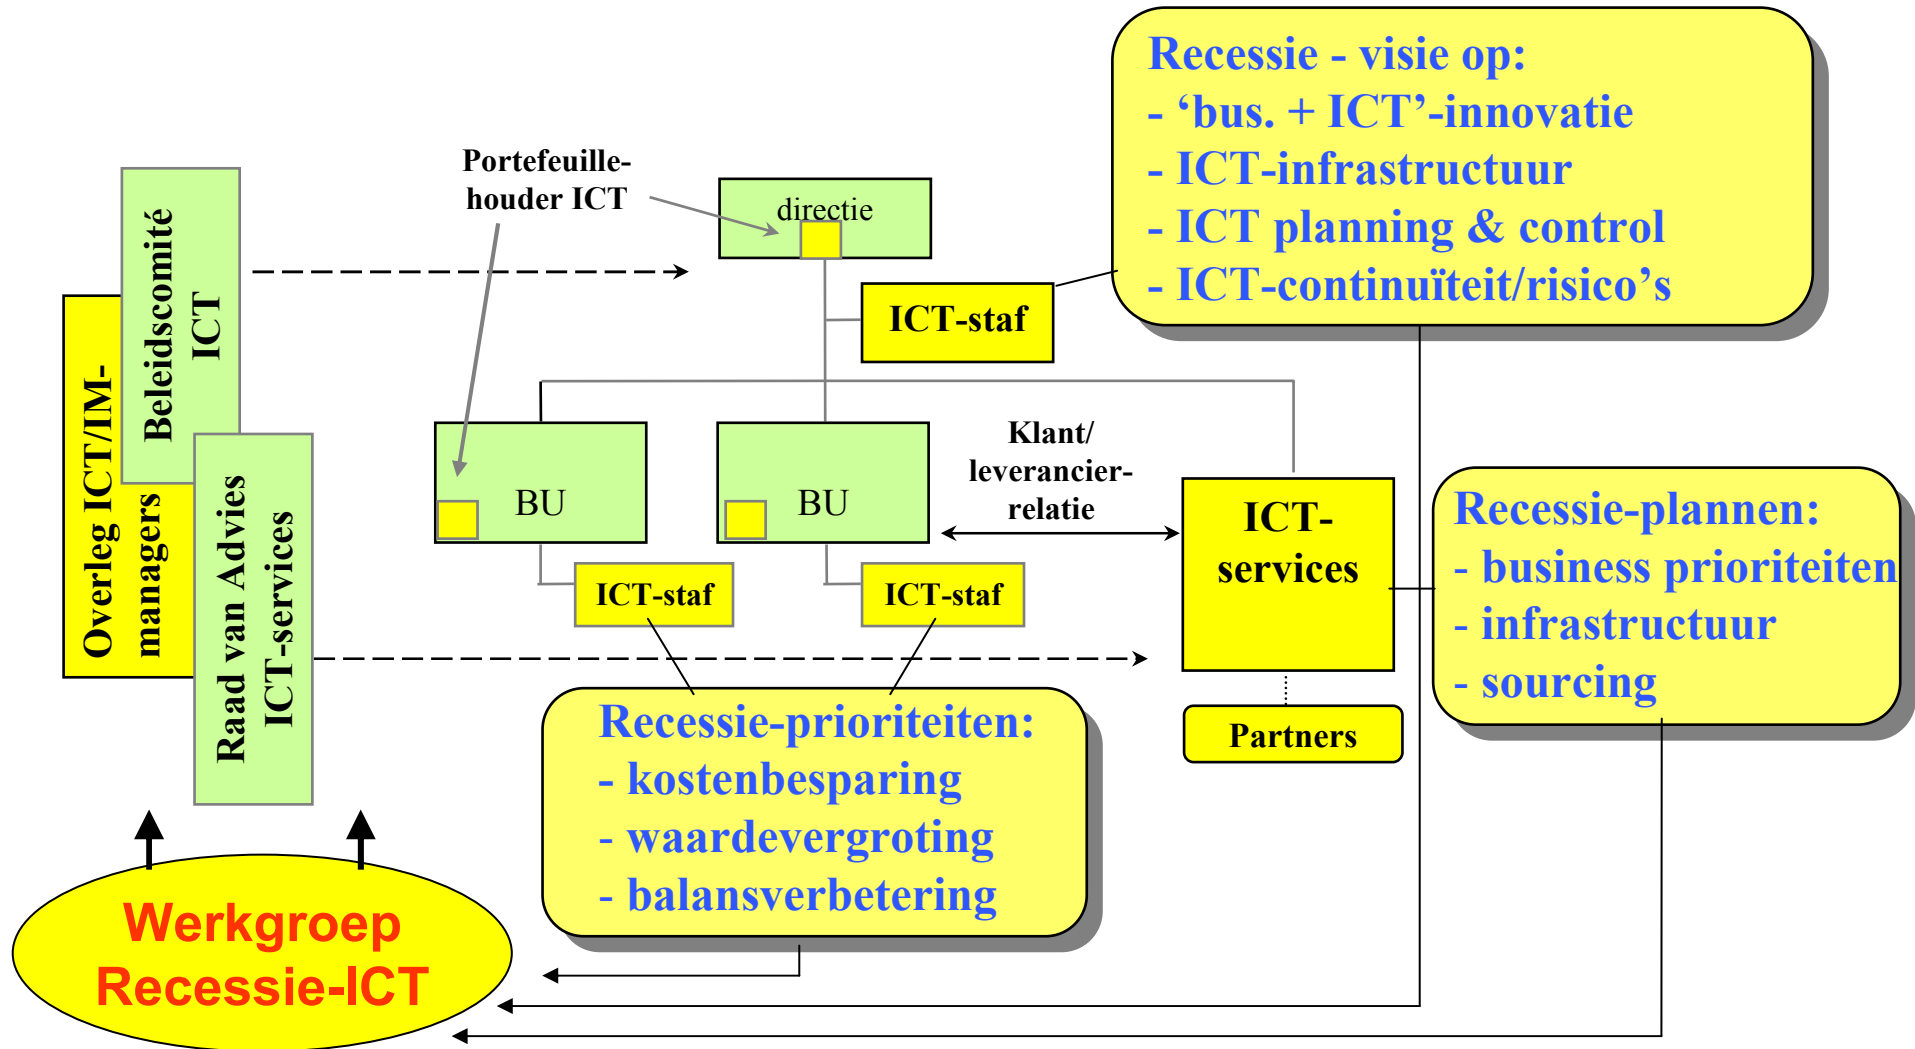 Recessie - visie op:
- ‘bus. + ICT’-innovatie
- ICT-infrastructuur
- ICT planning & control
- ICT-continuïteit/risico’s
Portefeuille-
houder ICT
directie
ICT-staf
Beleidscomité
ICT
Overleg ICT/IM-
managers
Raad van Advies
ICT-services
BU
BU
Klant/
leverancier-
relatie
ICT-
services
ICT-staf
ICT-staf
Partners
Recessie-plannen:
- business prioriteiten
- infrastructuur
- sourcing
Recessie-prioriteiten:
- kostenbesparing
- waardevergroting
- balansverbetering
Werkgroep
Recessie-ICT